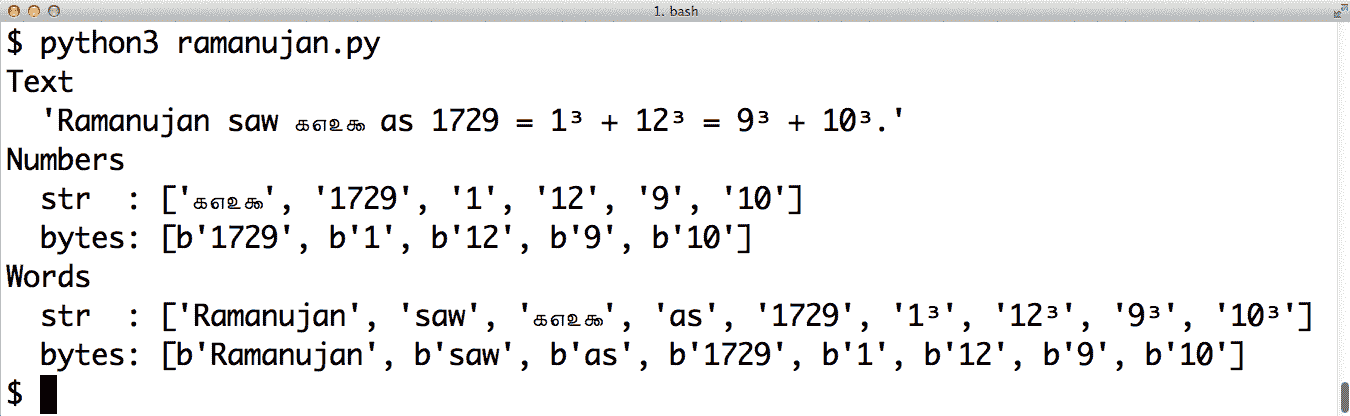 1. bash
$ python3 ramanujan.py
Text
  'Ramanujan saw ௧௭௨௯ as 1729 = 1³ + 12³ = 9³ + 10³.'
Numbers
  str  : ['௧௭௨௯', '1729', '1', '12', '9', '10']
  bytes: [b'1729', b'1', b'12', b'9', b'10']
Words
  str  : ['Ramanujan', 'saw', '௧௭௨௯', 'as', '1729', '1³', '12³', '9³', '10³']
  bytes: [b'Ramanujan', b'saw', b'as', b'1729', b'1', b'12', b'9', b'10']
$